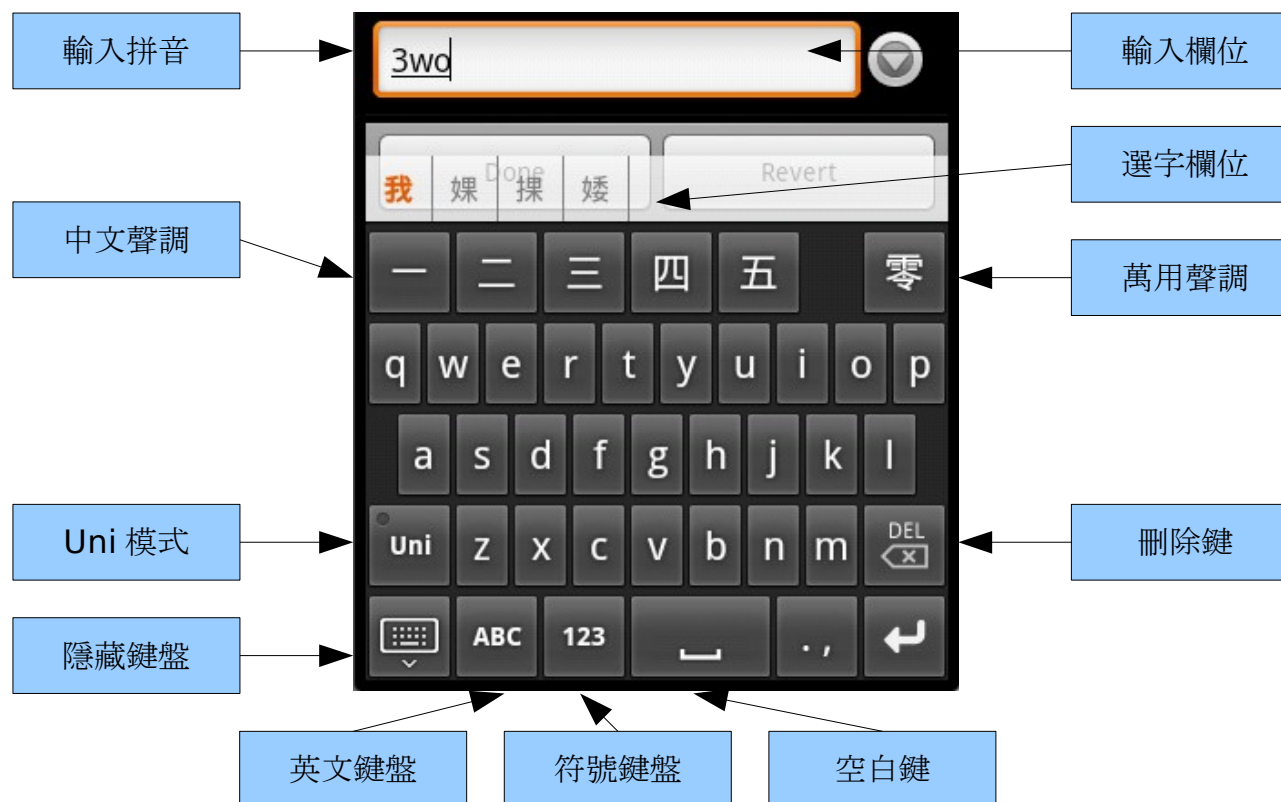 輸入拼音
3wo
輸入欄位
Done
Revert
我 婐 捰 婑
選字欄位
中文聲調
一 二 三 四 五 零
萬用聲調
q w e r t y u i o p
a s d f g h j k l
Uni 模式
Uni z x c v b n m DEL
刪除鍵
隱藏鍵盤
ABC 123 . ,
英文鍵盤
符號鍵盤
空白鍵